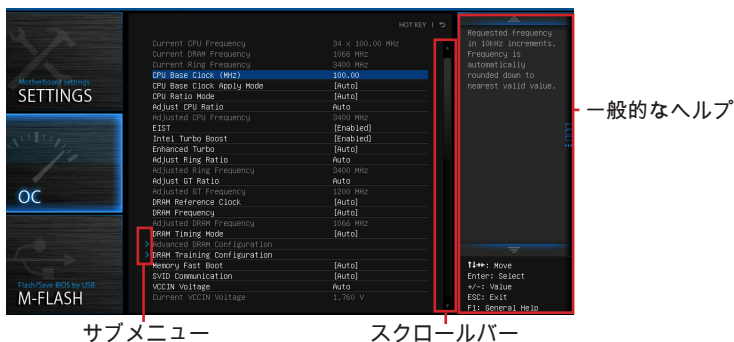 HOT KEY | ⮌
Motherboard settings
SETTINGS
OC
Flash/Save BIOS by USB
M-FLASH
Current CPU Frequency 34 x 100.00 MHz
Current DRAM Frequency 1066 MHz
Current Ring Frequency 3400 MHz
CPU Base Clock (MHz) 100.00
CPU Base Clock Apply Mode [Auto]
CPU Ratio Mode [Auto]
Adjust CPU Ratio Auto
Adjusted CPU Frequency 3400 MHz
EIST [Enabled]
Intel Turbo Boost [Enabled]
Enhanced Turbo [Auto]
Adjust Ring Ratio Auto
Adjusted Ring Frequency 3400 MHz
Adjust GT Ratio Auto
Adjusted GT Frequency 1200 MHz
DRAM Reference Clock [Auto]
DRAM Frequency [Auto]
Adjusted DRAM Frequency 1066 MHz
DRAM Timing Mode [Auto]
> Advanced DRAM Configuration
> DRAM Training Configuration
Memory Fast Boot [Auto]
SVID Communication [Auto]
VCCIN Voltage Auto
Current VCCIN Voltage 1.760 V
Requested frequency
in 10kHz increments.
Frequency is
automatically
rounded down to
nearest valid value.
↑↓→←: Move
Enter: Select
+/-: Value
ESC: Exit
F1: General Help
一般的なヘルプ
サブメニュー
スクロールバー